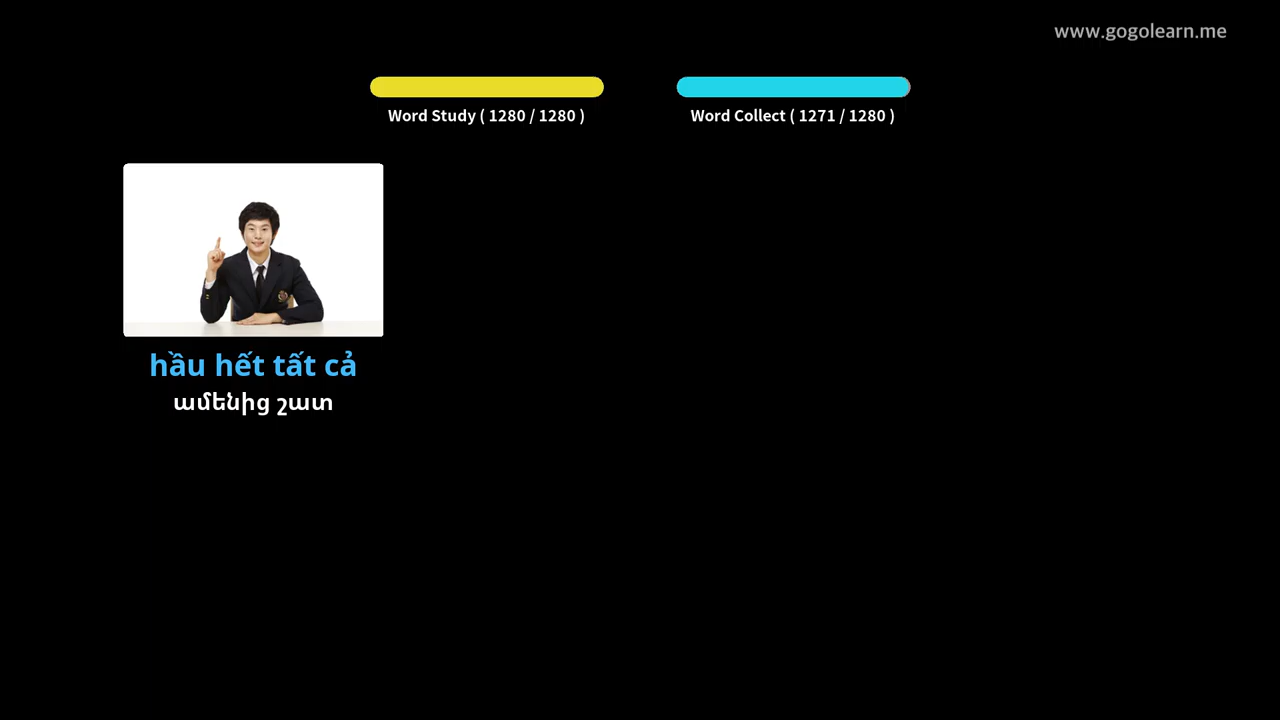 www.gogolearn.me
Word Study ( 1280 / 1280 )
Word Collect ( 1271 / 1280 )
hầu hết tất cả
ամենից շատ